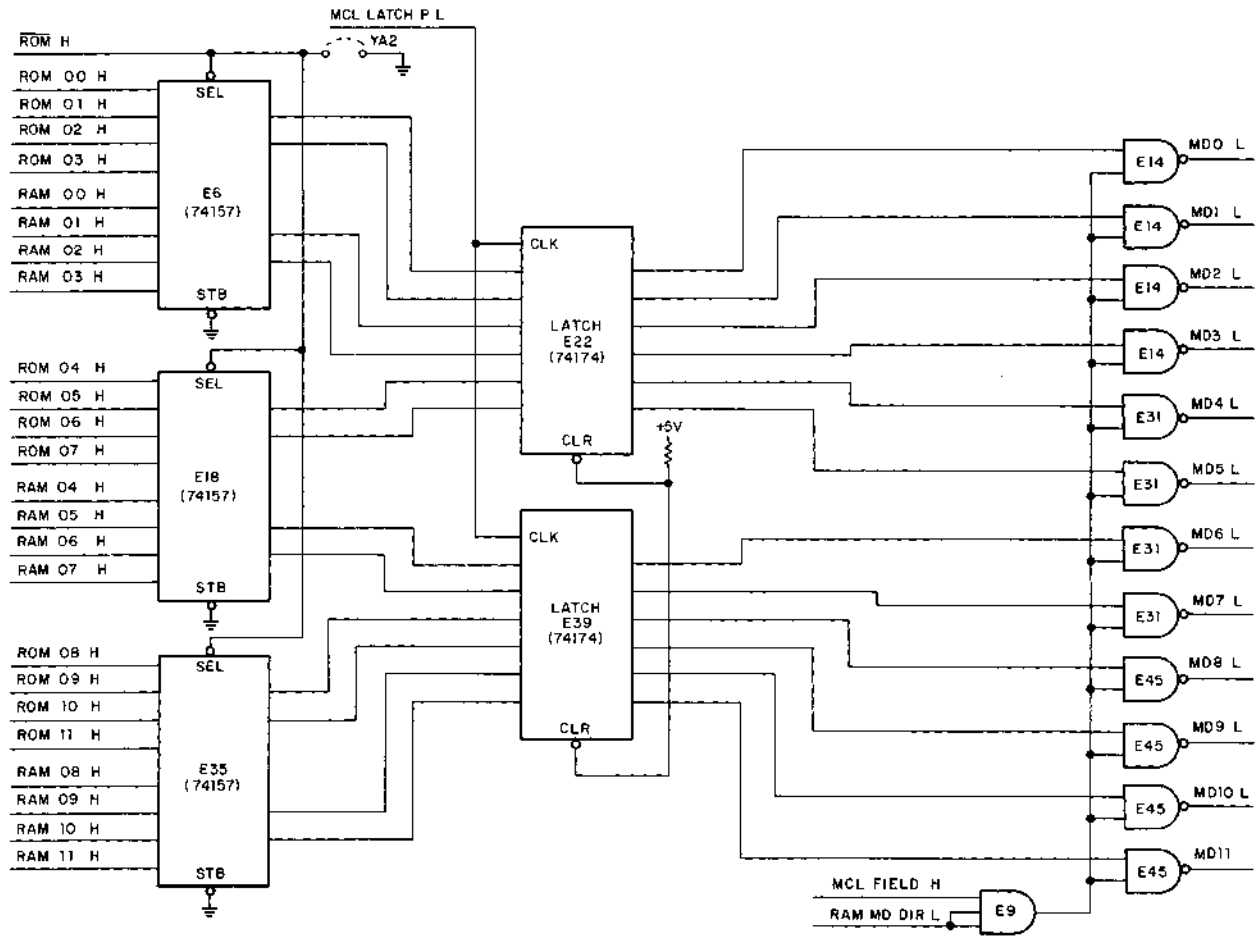 MCL LATCH P L
ROM H
YA2
ROM 00 H
ROM 01 H
ROM 02 H
ROM 03 H
RAM 00 H
RAM 01 H
RAM 02 H
RAM 03 H
SEL
E6
(74157)
STB
ROM 04 H
ROM 05 H
ROM 06 H
ROM 07 H
RAM 04 H
RAM 05 H
RAM 06 H
RAM 07 H
SEL
E18
(74157)
STB
ROM 08 H
ROM 09 H
ROM 10 H
ROM 11 H
RAM 08 H
RAM 09 H
RAM 10 H
RAM 11 H
SEL
E35
(74157)
STB
CLK
LATCH
E22
(74174)
CLR
+5V
CLK
LATCH
E39
(74174)
CLR
E14 MD0 L
E14 MD1 L
E14 MD2 L
E14 MD3 L
E31 MD4 L
E31 MD5 L
E31 MD6 L
E31 MD7 L
E45 MD8 L
E45 MD9 L
E45 MD10 L
E45 MD11
MCL FIELD H
RAM MD DIR L
E9